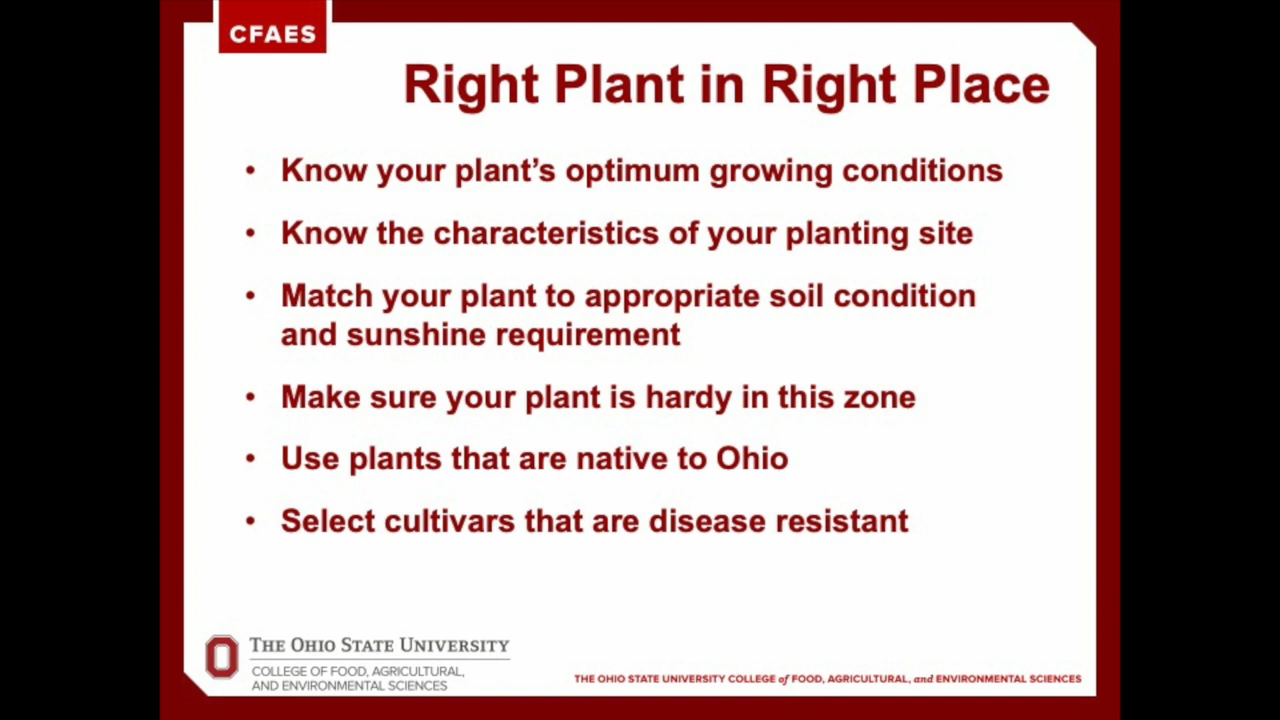 CFAES
Right Plant in Right Place
• Know your plant’s optimum growing conditions
• Know the characteristics of your planting site
• Match your plant to appropriate soil condition
and sunshine requirement
• Make sure your plant is hardy in this zone
• Use plants that are native to Ohio
• Select cultivars that are disease resistant
THE OHIO STATE UNIVERSITY
COLLEGE OF FOOD, AGRICULTURAL,
AND ENVIRONMENTAL SCIENCES
THE OHIO STATE UNIVERSITY COLLEGE of FOOD, AGRICULTURAL, and ENVIRONMENTAL SCIENCES